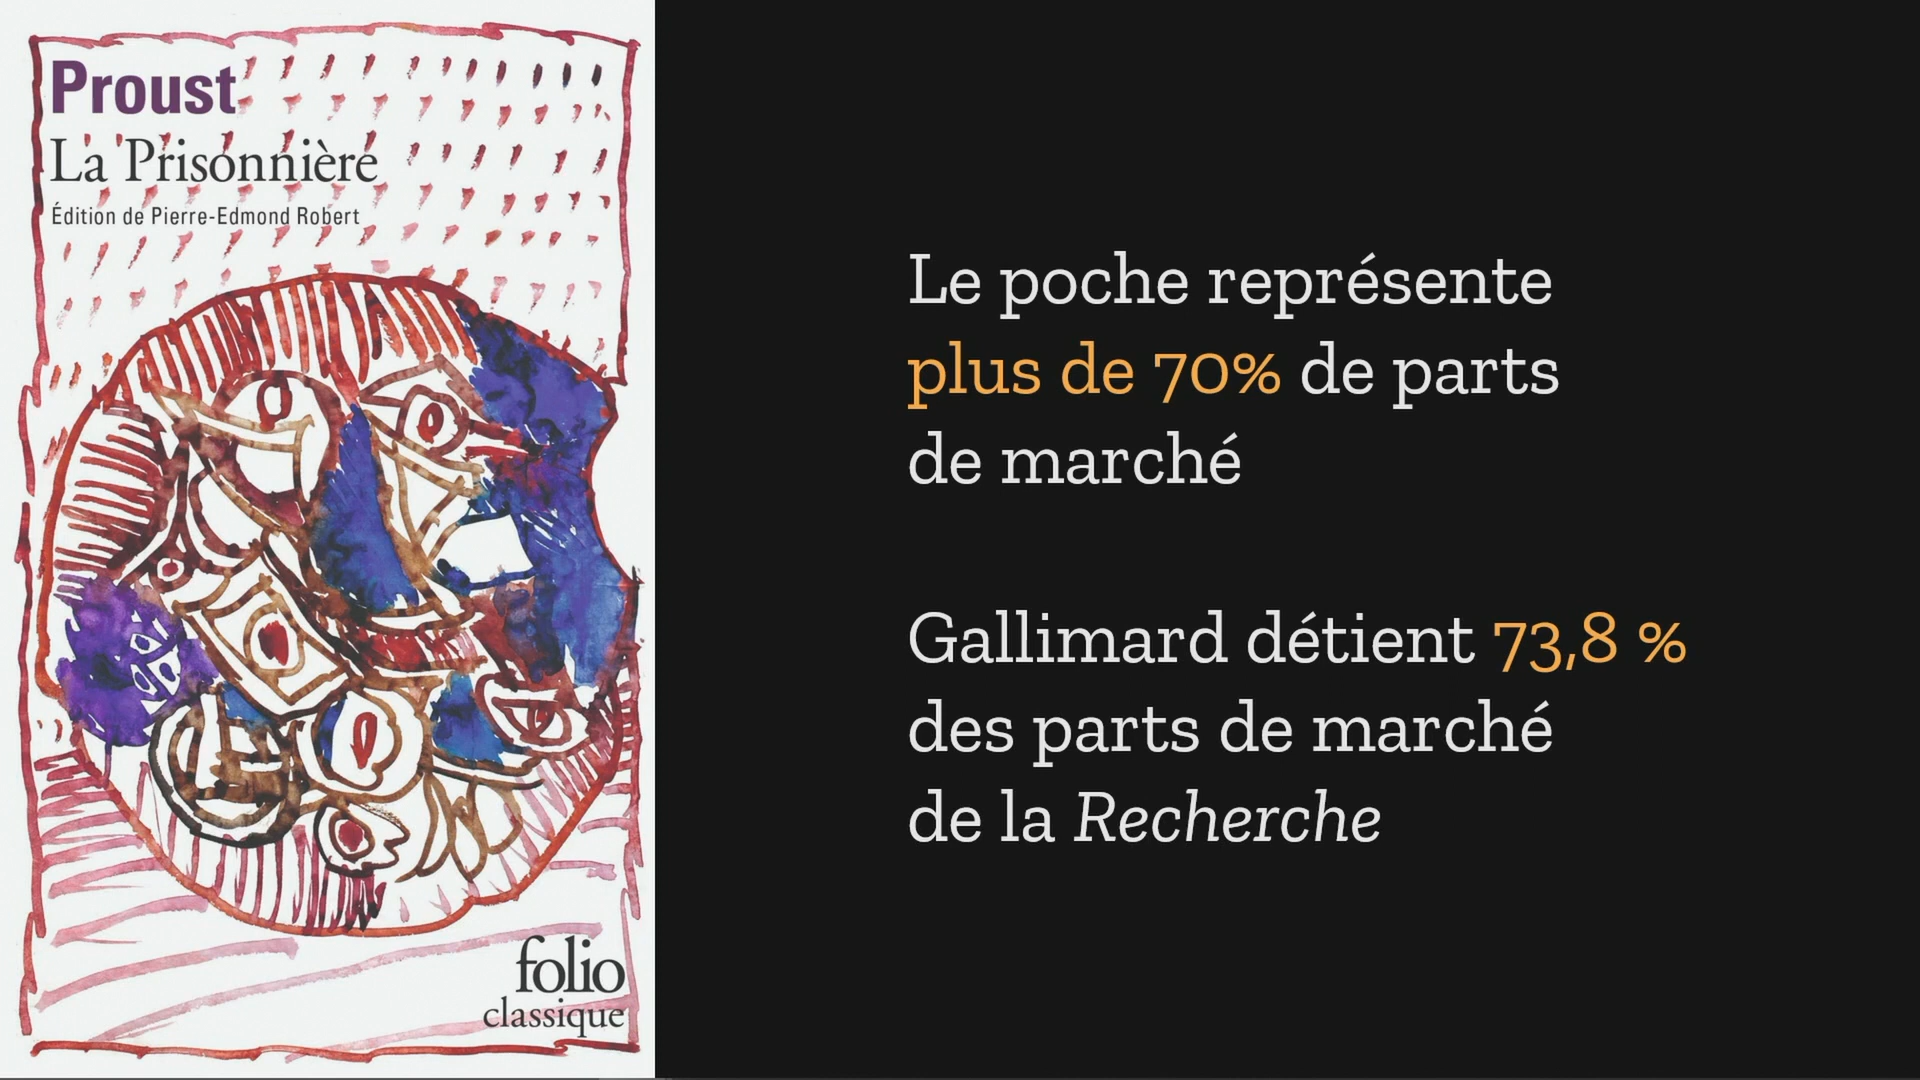 Proust
La Prisonnière
Édition de Pierre-Edmond Robert
folio
classique
Le poche représente
plus de 70% de parts
de marché
Gallimard détient 73,8 %
des parts de marché
de la Recherche